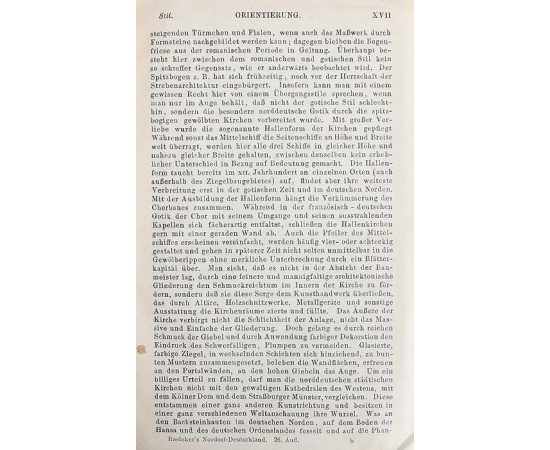 Stil. ORIENTIERUNG. XVII
steigenden Türmchen und Fialen, wenn auch das Maßwerk durch
Formsteine nachgebildet werden kann; dagegen bleiben die Bogen-
friese aus der romanischen Periode in Geltung. Überhaupt be-
steht hier zwischen dem romanischen und gotischen Stil kein
so schroffer Gegensatz, wie er anderwärts beobachtet wird. Der
Spitzbogen z. B. hat sich frühzeitig, noch vor der Herrschaft der
Strebenarchitektur eingebürgert. Insofern kann man mit einem
gewissen Recht hier von einem Übergangsstile sprechen, wenn
man nur im Auge behält, daß nicht der gotische Stil schlecht-
hin, sondern die besondere norddeutsche Gotik durch die spitz-
bogigen gewölbten Kirchen vorbereitet wurde. Mit großer Vor-
liebe wurde die sogenannte Hallenform der Kirchen gepflegt
Während sonst das Mittelschiff die Seitenschiffe an Höhe und Breite
weit überragt, werden hier alle drei Schiffe in gleicher Höhe und
nahezu gleicher Breite gehalten, zwischen denselben kein erheb-
licher Unterschied in Bezug auf Bedeutung gemacht. Die Hallen-
form taucht bereits im XII. Jahrhundert an einzelnen Orten (auch
außerhalb des Ziegelbaugebietes) auf, findet aber ihre weiteste
Verbreitung erst in der gotischen Zeit und im deutschen Norden.
Mit der Ausbildung der Hallenform hängt die Verkümmerung des
Chorbaues zusammen. Während in der französisch-deutschen
Gotik der Chor mit seinem Umgange und seinen ausstrahlenden
Kapellen sich fächerartig entfaltet, schließen die Hallenkirchen
gern mit einer geraden Wand ab. Auch die Pfeiler des Mittel-
schiffes erscheinen vereinfacht, werden häufig vier- oder achteckig
gestaltet und gehen in späterer Zeit nicht selten unmittelbar in die
Gewölberippen ohne merkliche Unterbrechung durch ein Blätter-
kapitäl über. Man sieht, daß es nicht in der Absicht der Bau-
meister lag, durch eine feinere und mannigfaltige architektonische
Gliederung den Schmuckreichtum im Innern der Kirche zu för-
dern, sondern daß sie diese Sorge dem Kunsthandwerk überließen,
das durch Altäre, Holzschnitzwerke, Metallgeräte und sonstige
Ausstattung die Kirchenräume zierte und füllte. Das Äußere der
Kirche verbirgt nicht die Schlichtheit der Anlage, nicht das Mas-
sive und Einfache der Gliederung. Doch gelang es durch reichen
Schmuck der Giebel und durch Anwendung farbiger Dekoration den
Eindruck des Schwerfälligen, Plumpen zu vermeiden. Glasierte,
farbige Ziegel, in wechselnden Schichten sich hinziehend, zu bun-
ten Mustern zusammengesetzt, beleben die Wandflächen, erfreuen
an den Portalwänden, an den hohen Giebeln das Auge. Um ein
billiges Urteil zu fällen, darf man die norddeutschen städtischen
Kirchen nicht mit den gewaltigen Kathedralen des Westens, mit
dem Kölner Dom und dem Straßburger Münster, vergleichen. Diese
entstammen einer ganz anderen Kunstrichtung und besitzen in
einer ganz verschiedenen Weltanschauung ihre Wurzel. Was an
den Backsteinbauten im deutschen Norden, auf dem Boden der
Hansa und des deutschen Ordenslandes fesselt und auf die Phan-
Baedeker's Nordost-Deutschland. 28. Aufl. b